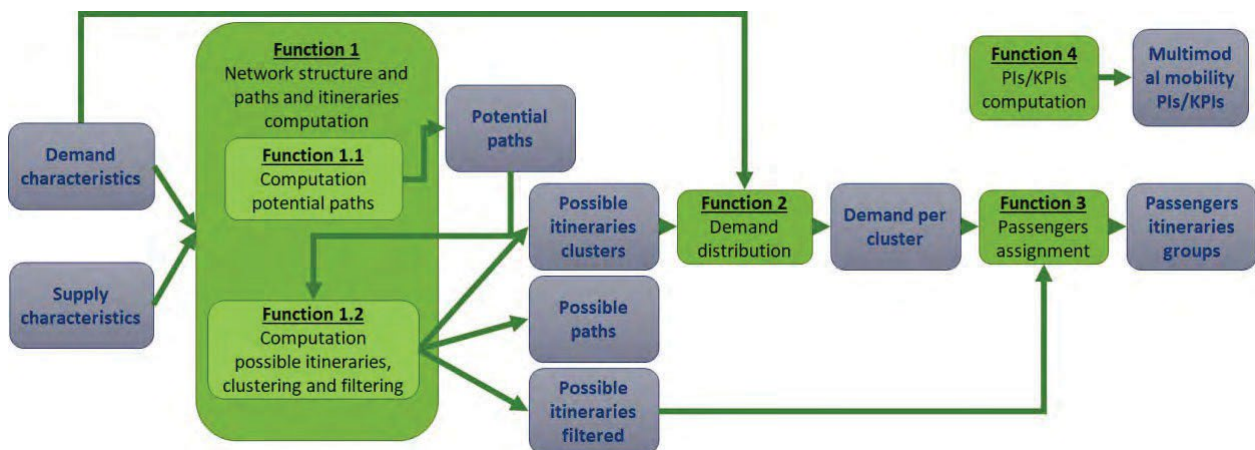 Demand
characteristics
Supply
characteristics
Function 1
Network structure and
paths and itineraries
computation
Function 1.1
Computation
potential paths
Function 1.2
Computation
possible itineraries,
clustering and filtering
Potential
paths
Possible
itineraries
clusters
Possible
paths
Possible
itineraries
filtered
Function 2
Demand
distribution
Demand per
cluster
Function 3
Passengers
assignment
Passengers
itineraries
groups
Function 4
PIs/KPIs
computation
Multimod
al mobility
PIs/KPIs